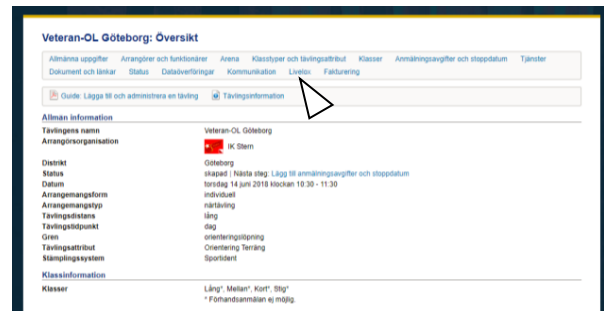 Veteran-OL Göteborg: Översikt
Allmänna uppgifter Arrangörer och funktionärer Arena Klasstyper och tävlingsattribut Klasser Anmälningsavgifter och stoppdatum Tjänster
Dokument och länkar Status Dataöverföringar Kommunikation Livelox Fakturering
Guide: Lägga till och administrera en tävling Tävlingsinformation
Allmän information
Tävlingens namn Veteran-OL Göteborg
Arrangörsorganisation IK Stern
Distrikt Göteborg
Status skapad | Nästa steg: Lägg till anmälningsavgifter och stoppdatum
Datum torsdag 14 juni 2018 klockan 10:30 - 11:30
Arrangemangsform individuell
Arrangemangstyp närtävling
Tävlingsdistans lång
Tävlingstidpunkt dag
Gren orienteringslöpning
Tävlingsattribut Orientering Terräng
Stämplingssystem Sportident
Klassinformation
Klasser Lång*, Mellan*, Kort*, Stig*
* Förhandsanmälan ej möjlig.